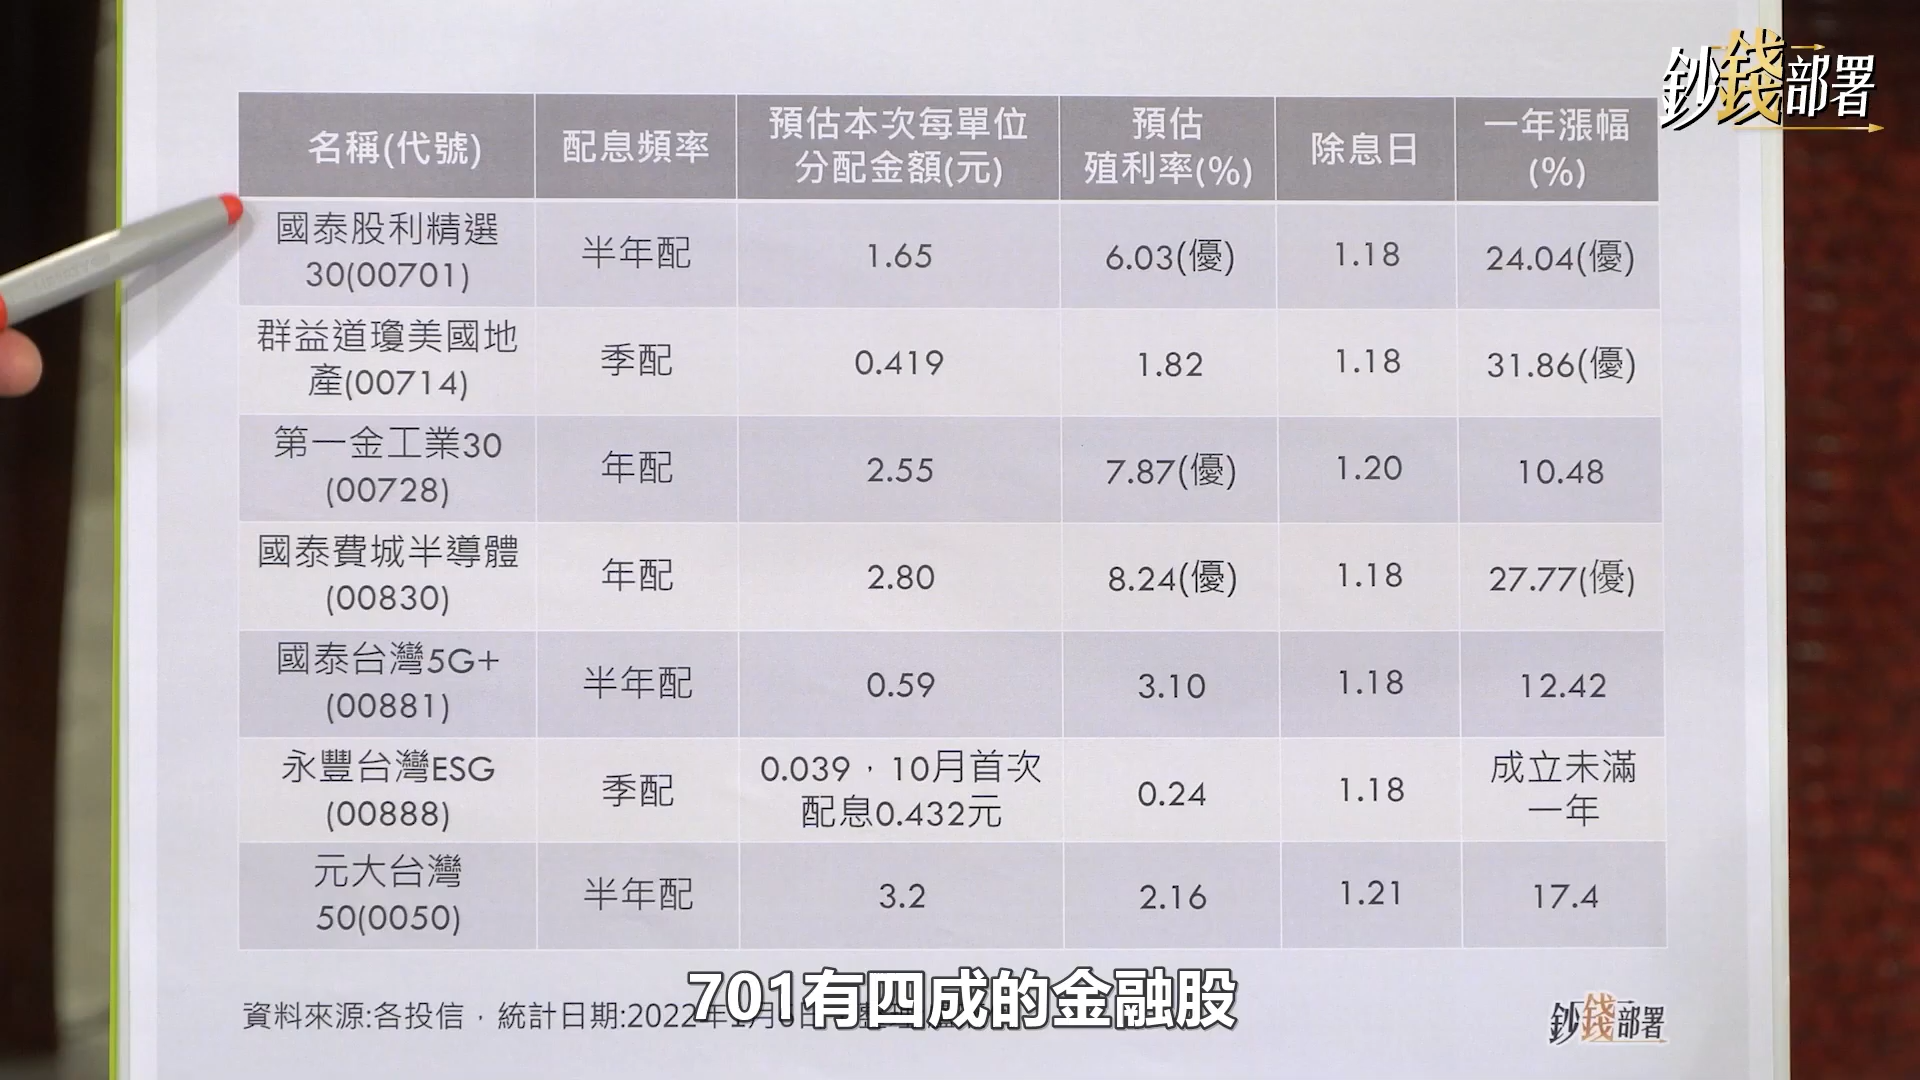 鈔錢部署
名稱(代號)
配息頻率
預估本次每單位
分配金額(元)
預估
殖利率(%)
除息日
一年漲幅
(%)
國泰股利精選
30(00701)
半年配
1.65
6.03(優)
1.18
24.04(優)
群益道瓊美國地
產(00714)
季配
0.419
1.82
1.18
31.86(優)
第一金工業30
(00728)
年配
2.55
7.87(優)
1.20
10.48
國泰費城半導體
(00830)
年配
2.80
8.24(優)
1.18
27.77(優)
國泰台灣5G+
(00881)
半年配
0.59
3.10
1.18
12.42
永豐台灣ESG
(00888)
季配
0.039，10月首次
配息0.432元
0.24
1.18
成立未滿
一年
元大台灣
50(0050)
半年配
3.2
2.16
1.21
17.4
資料來源:各投信，統計日期:2022年
701有四成的金融股
鈔錢部署